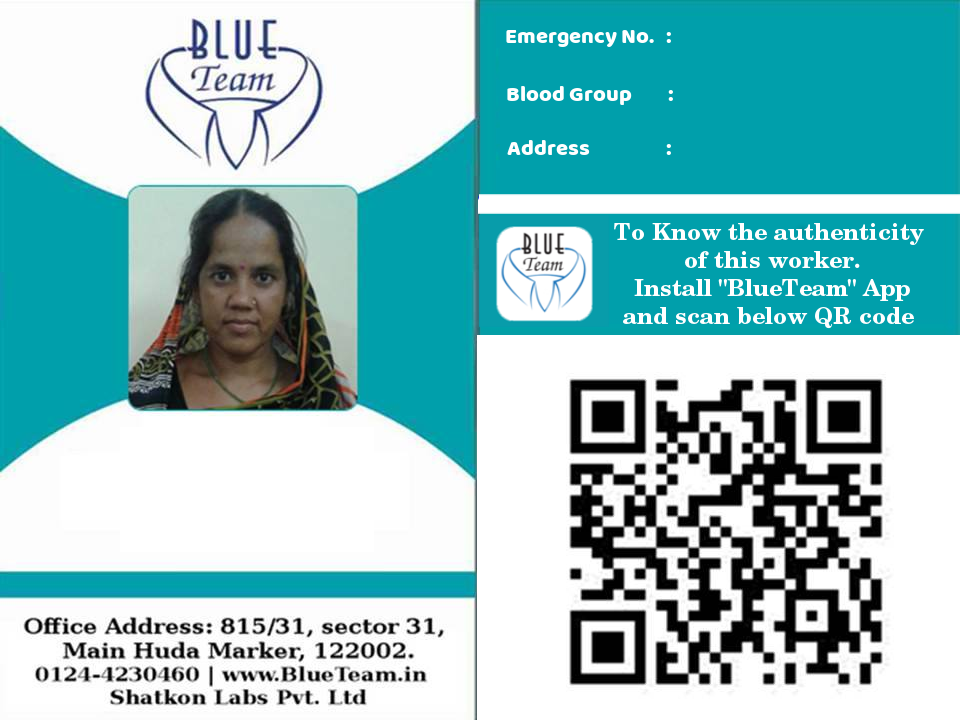 BLUE
Team
Office Address: 815/31, sector 31,
Main Huda Marker, 122002.
0124-4230460 | www.BlueTeam.in
Shatkon Labs Pvt. Ltd
Emergency No. :
Blood Group :
Address :
BLUE
Team
To Know the authenticity
of this worker.
Install "BlueTeam" App
and scan below QR code